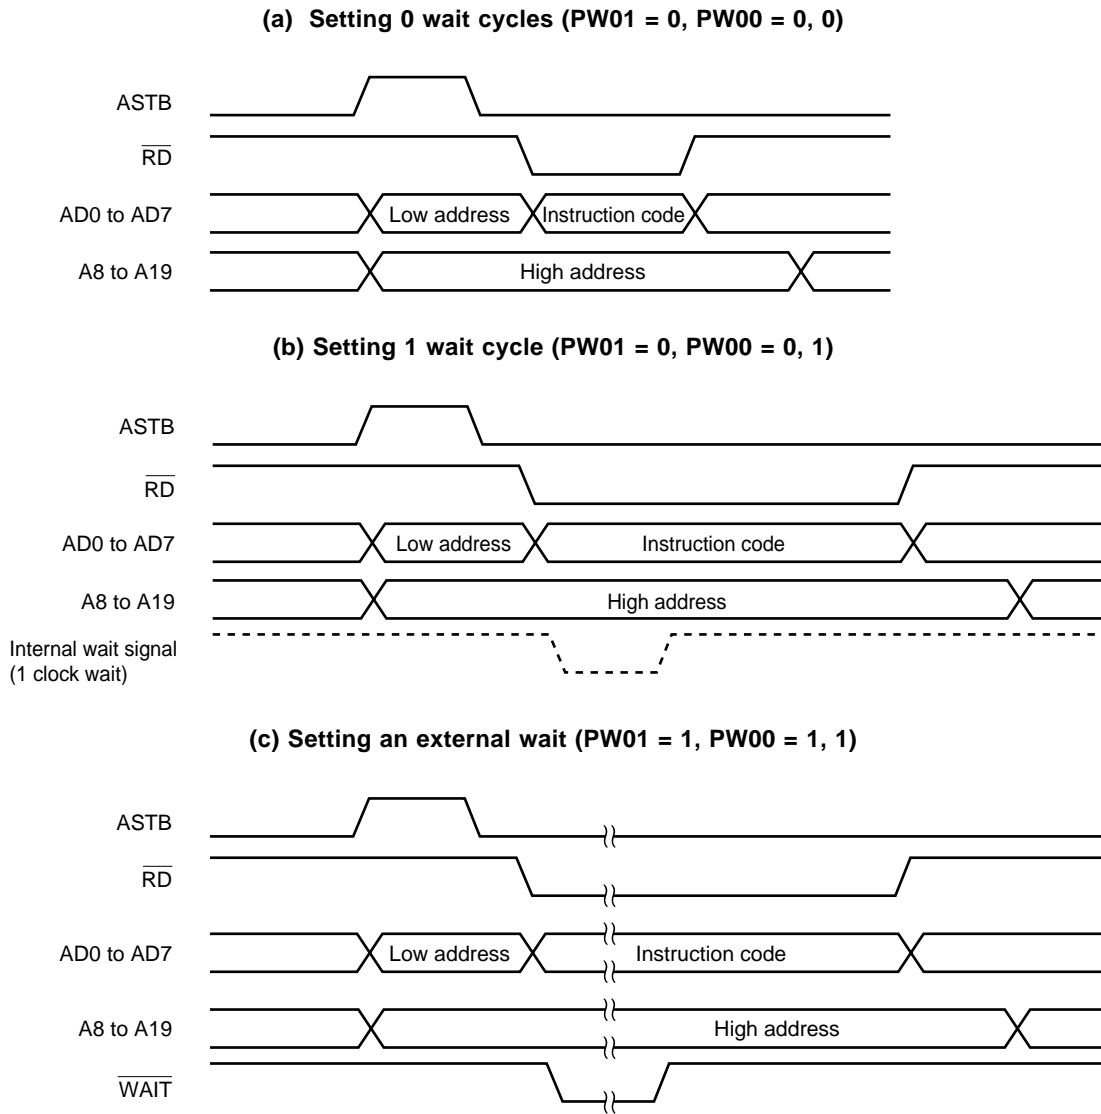 (a) Setting 0 wait cycles (PW01 = 0, PW00 = 0, 0)
ASTB
RD
AD0 to AD7
Low address
Instruction code
A8 to A19
High address
(b) Setting 1 wait cycle (PW01 = 0, PW00 = 0, 1)
ASTB
RD
AD0 to AD7
Low address
Instruction code
A8 to A19
High address
Internal wait signal
(1 clock wait)
(c) Setting an external wait (PW01 = 1, PW00 = 1, 1)
ASTB
RD
AD0 to AD7
Low address
Instruction code
A8 to A19
High address
WAIT